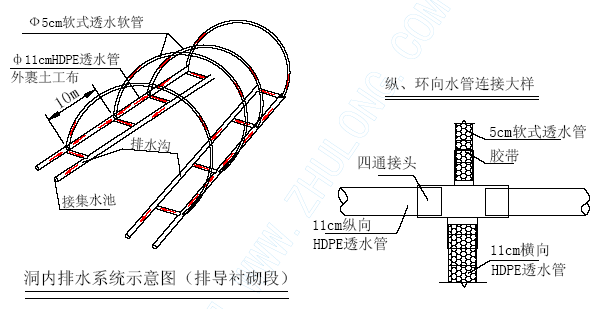 Φ5cm软式透水软管
φ11cmHDPE透水管
外裹土工布
10m
排水沟
接集水池
洞内排水系统示意图（排导衬砌段）
纵、环向水管连接大样
5cm软式透水管
胶带
四通接头
11cm纵向
HDPE透水管
11cm横向
HDPE透水管
WWW.ZHULONG.COM